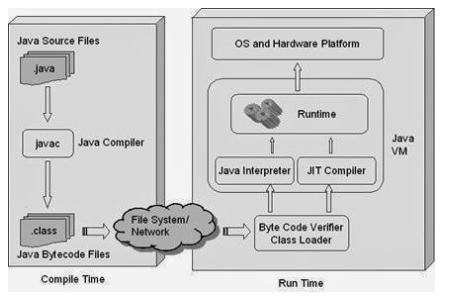 Java Source Files
.java
javac
Java Compiler
.class
Java Bytecode Files
Compile Time
File System/
Network
OS and Hardware Platform
Runtime
Java
VM
Java Interpreter
JIT Compiler
Byte Code Verifier
Class Loader
Run Time